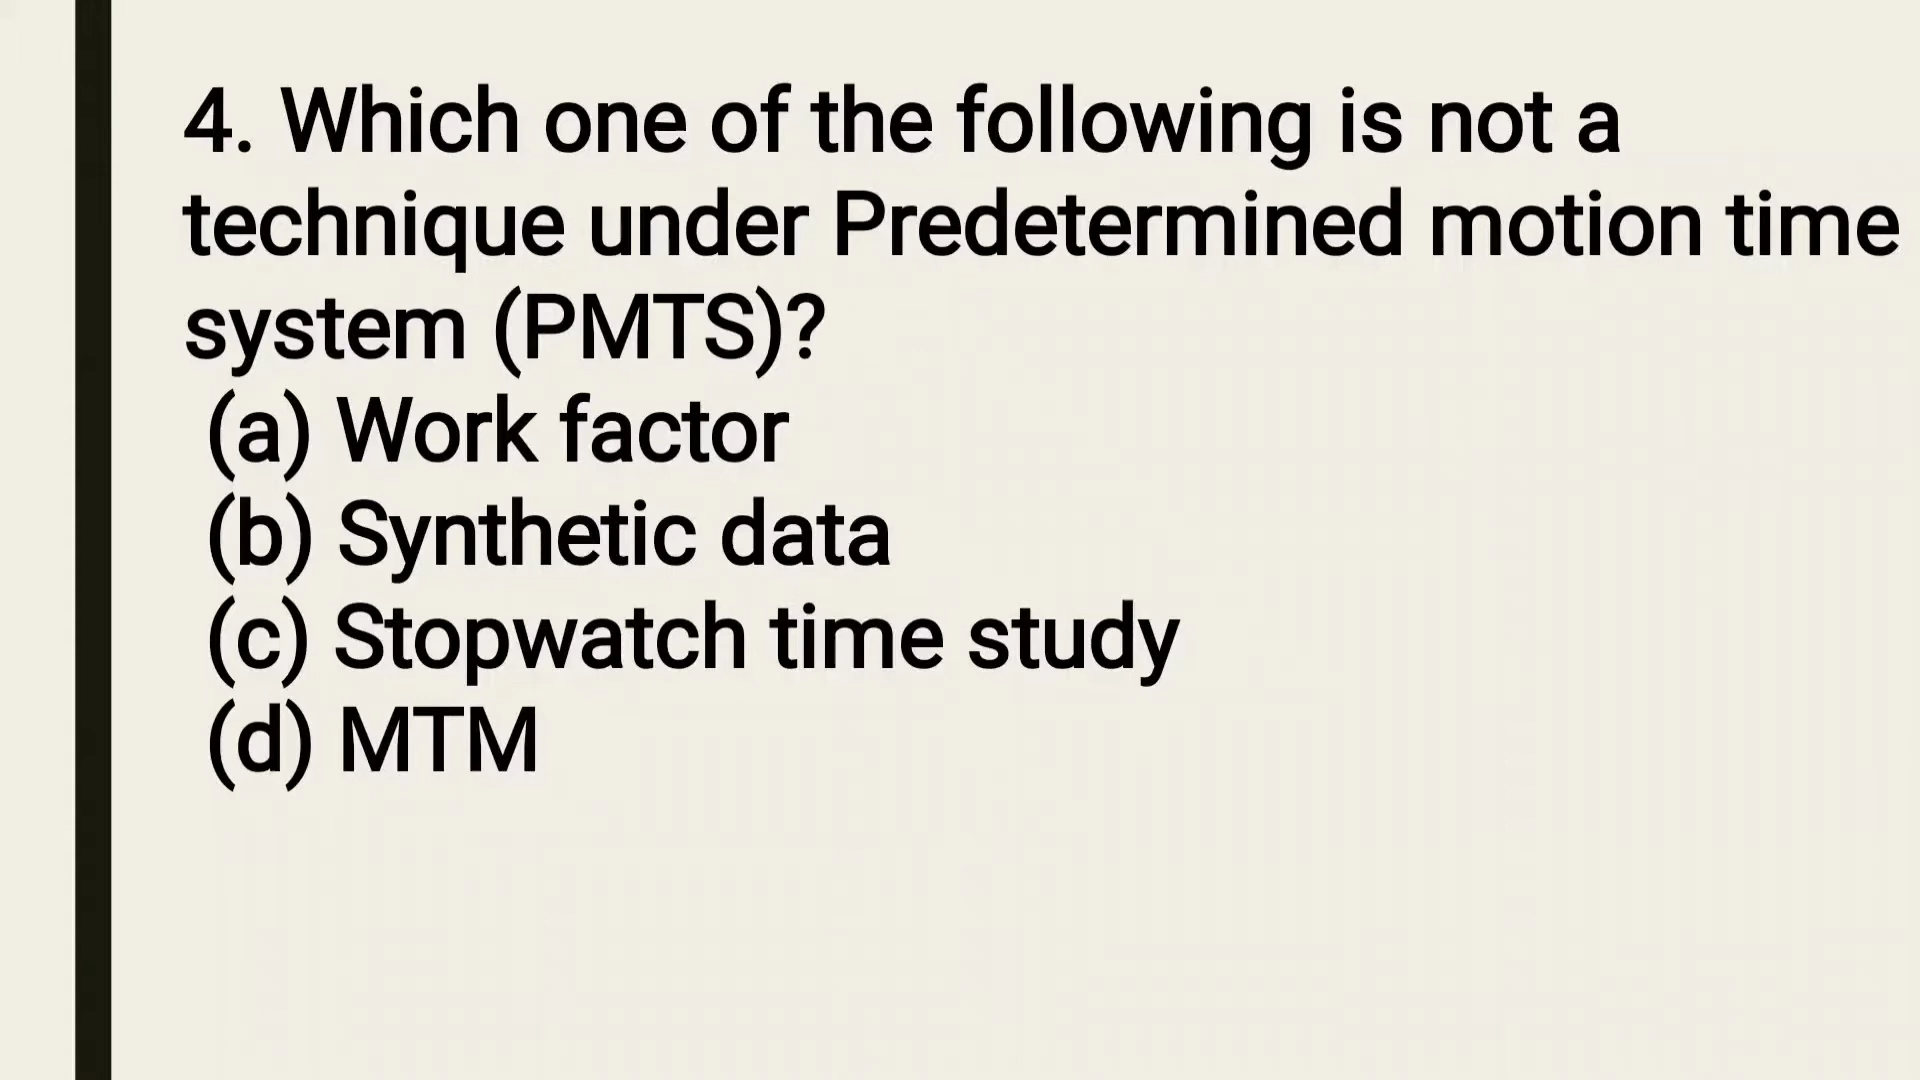 4. Which one of the following is not a
technique under Predetermined motion time
system (PMTS)?
(a) Work factor
(b) Synthetic data
(c) Stopwatch time study
(d) MTM